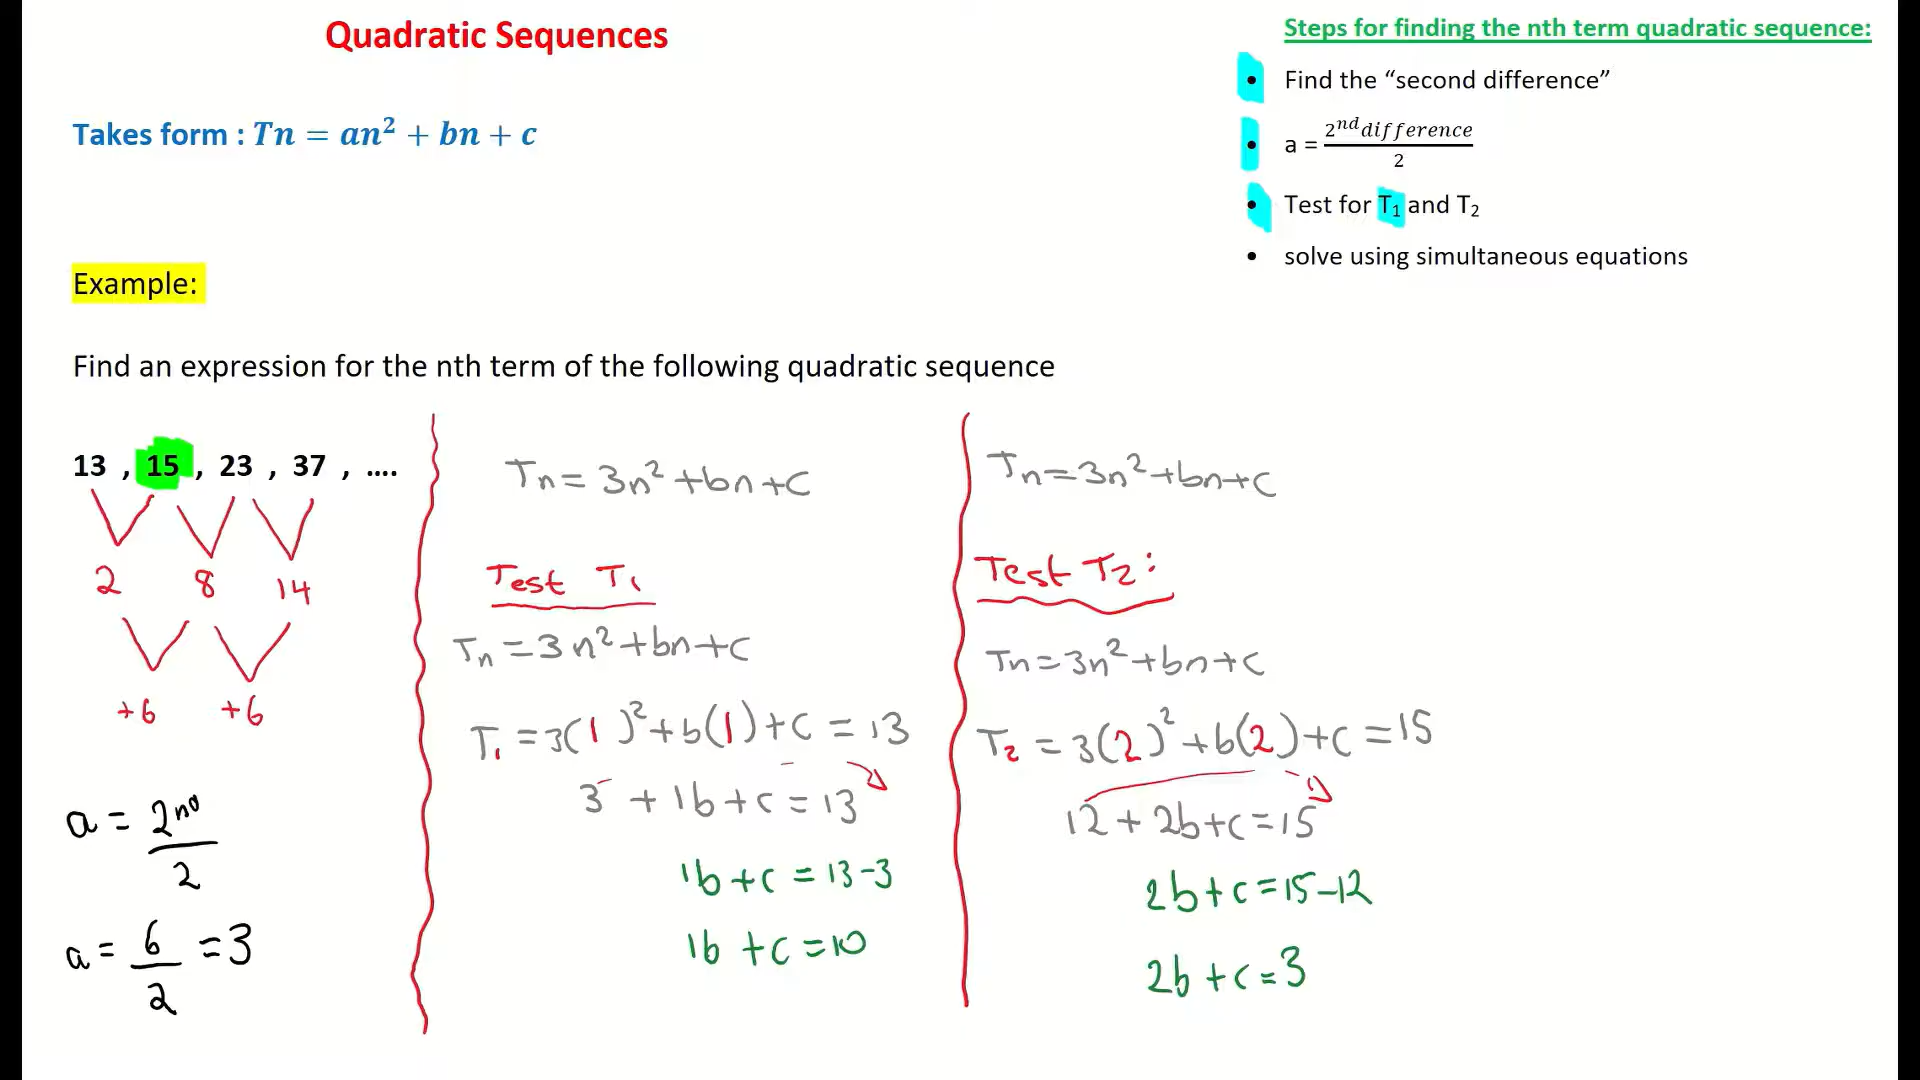 Quadratic Sequences
Takes form : Tn = an² + bn + c
Steps for finding the nth term quadratic sequence:
• Find the “second difference”
• a = 2ⁿᵈdifference / 2
• Test for T₁ and T₂
• solve using simultaneous equations
Example:
Find an expression for the nth term of the following quadratic sequence
13 , 15 , 23 , 37 , ....
2 8 14
+6 +6
a = 2ⁿᵈ / 2
a = 6 / 2 = 3
Tn = 3n² + bn + c
Test T₁
Tn = 3n² + bn + c
T₁ = 3(1)² + b(1) + c = 13
3 + 1b + c = 13
1b + c = 13 - 3
1b + c = 10
Tn = 3n² + bn + c
Test T₂:
Tn = 3n² + bn + c
T₂ = 3(2)² + b(2) + c = 15
12 + 2b + c = 15
2b + c = 15 - 12
2b + c = 3